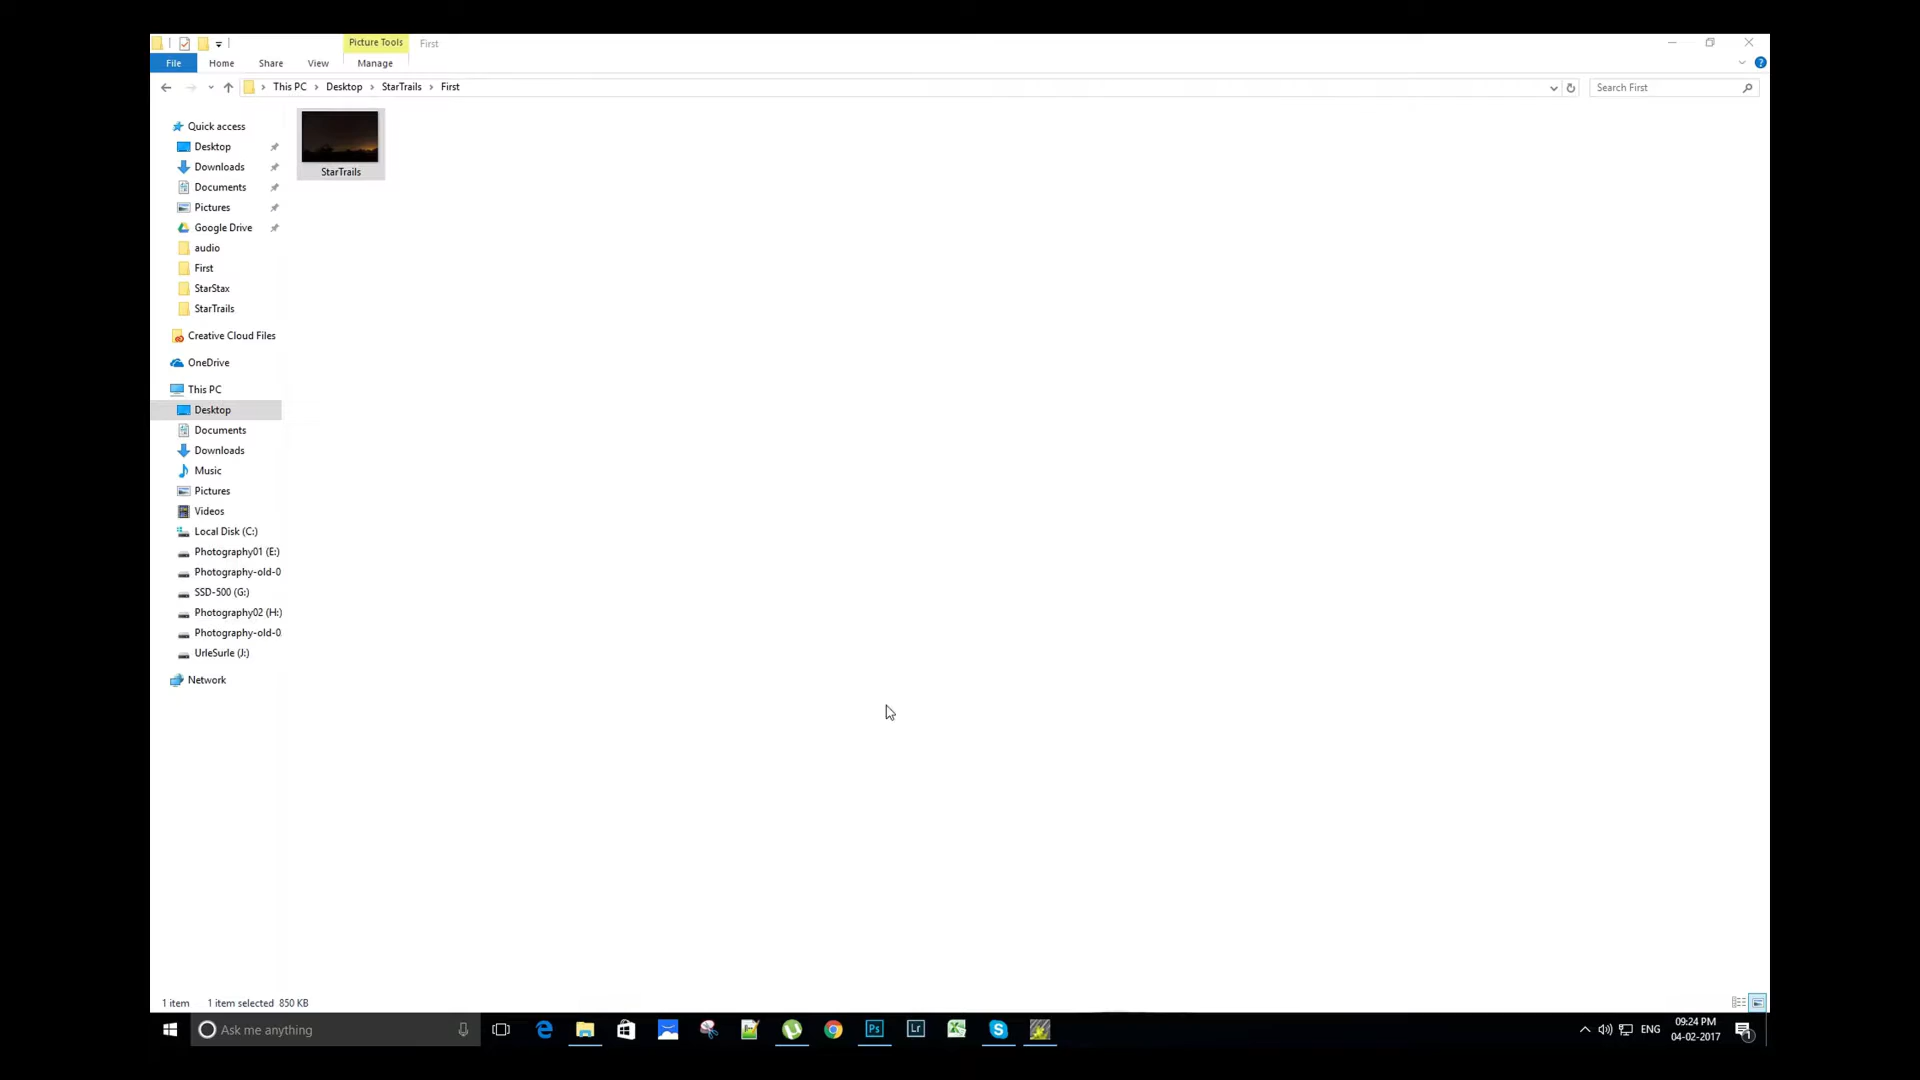 Picture Tools First
File Home Share View Manage
This PC Desktop StarTrails First Search First
StarTrails
Quick access
Desktop
Downloads
Documents
Pictures
Google Drive
audio
First
StarStax
StarTrails
Creative Cloud Files
OneDrive
This PC
Desktop
Documents
Downloads
Music
Pictures
Videos
Local Disk (C:)
Photography01 (E:)
Photography-old-0
SSD-500 (G:)
Photography02 (H:)
Photography-old-0
UrleSurle (J:)
Network
1 item 1 item selected 850 KB
Ask me anything Ps Lr ENG 09:24 PM
04-02-2017 1